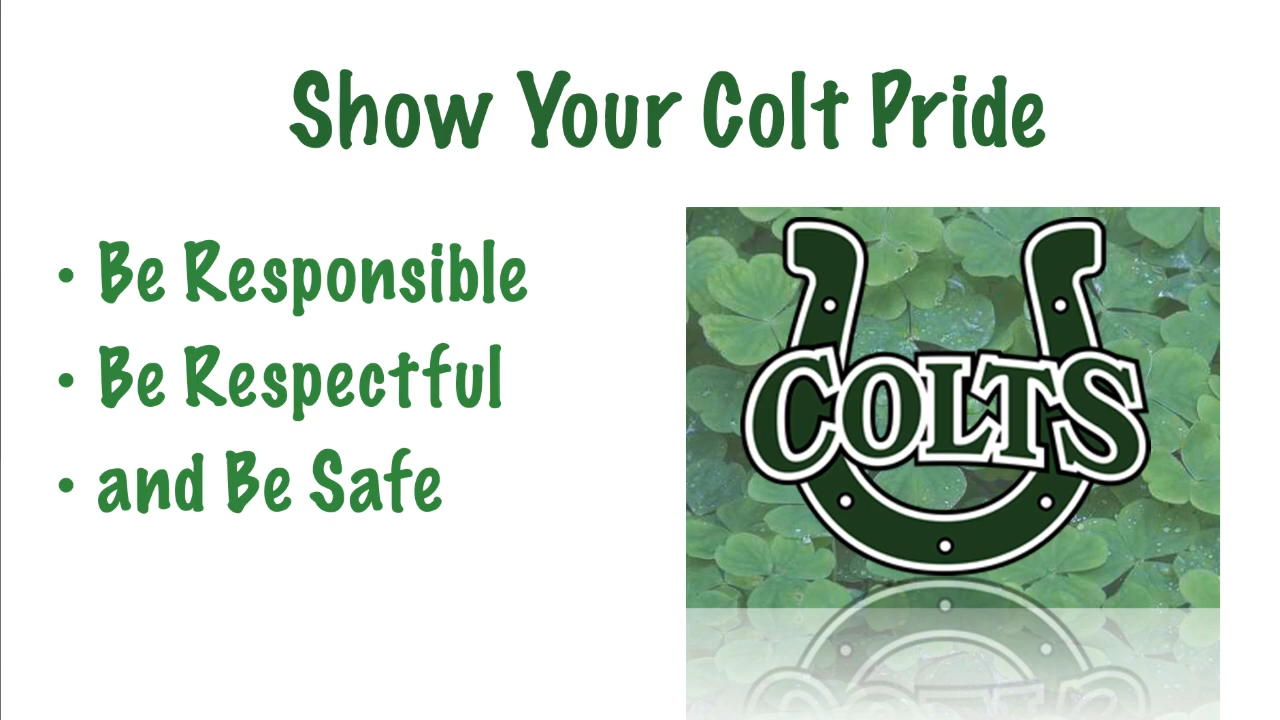 Show Your Colt Pride
• Be Responsible
• Be Respectful
• and Be Safe
COLTS